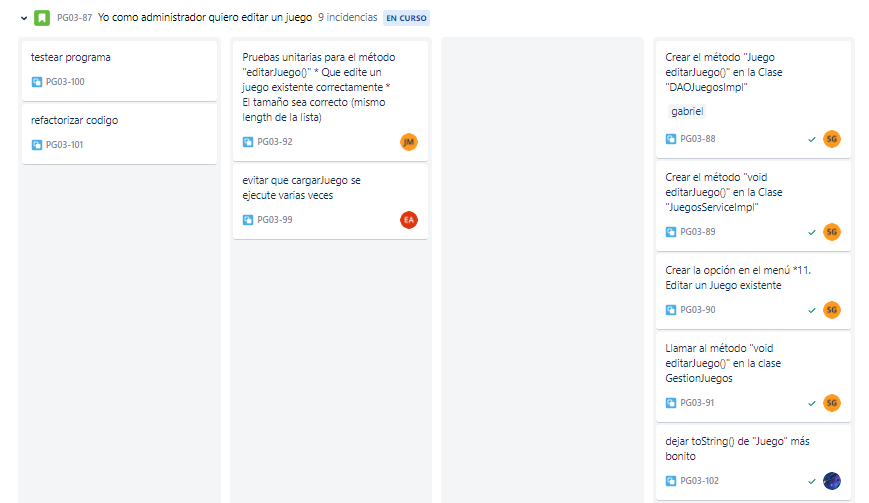 PG03-87 Yo como administrador quiero editar un juego 9 incidencias EN CURSO
testear programa
PG03-100
refactorizar codigo
PG03-101
Pruebas unitarias para el método
"editarJuego()" * Que edite un
juego existente correctamente *
El tamaño sea correcto (mismo
length de la lista)
PG03-92 JM
evitar que cargarJuego se
ejecute varias veces
PG03-99 EA
Crear el método "Juego
editarJuego()" en la Clase
"DAOJuegosImpl"
gabriel
PG03-88 SG
Crear el método "void
editarJuego()" en la Clase
"JuegosServiceImpl"
PG03-89 SG
Crear la opción en el menú *11.
Editar un Juego existente
PG03-90 SG
Llamar al método "void
editarJuego()" en la clase
GestionJuegos
PG03-91 SG
dejar toString() de "Juego" más
bonito
PG03-102